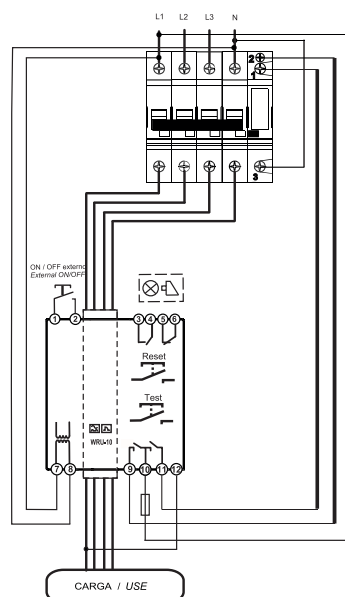 L1 L2 L3 N
2
1
3
ON / OFF externo
External ON/OFF
1 2 3 4 5 6
Reset
Test
WRU-10
7 8 9 10 11 12
CARGA / USE